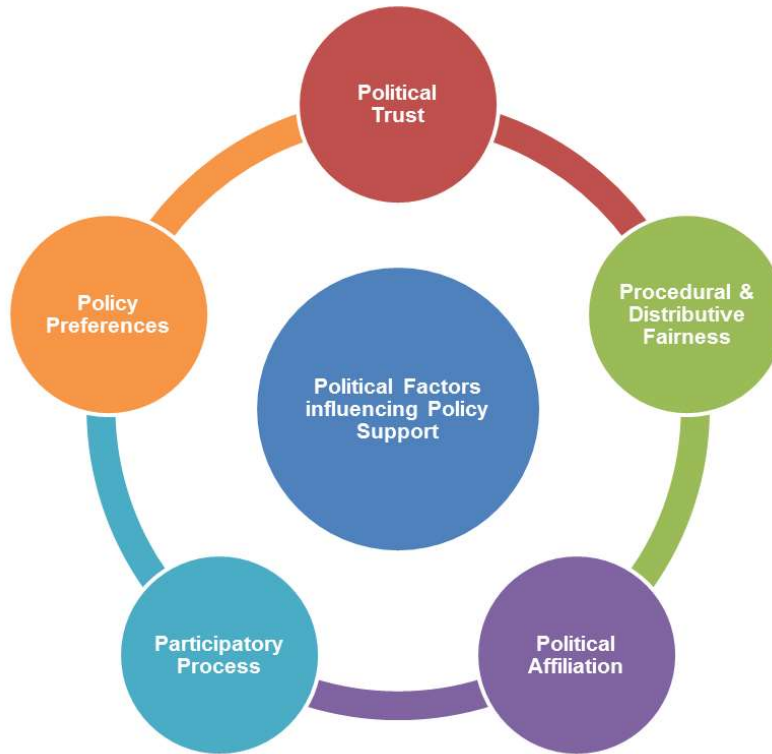 Political
Trust
Procedural &
Distributive
Fairness
Political
Affiliation
Participatory
Process
Policy
Preferences
Political Factors
influencing Policy
Support